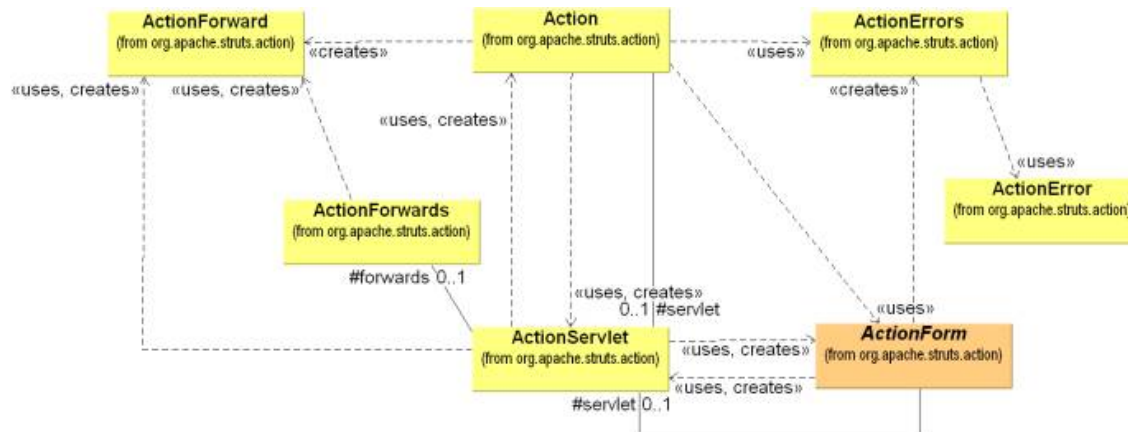 ActionForward
(from org.apache.struts.action)
Action
(from org.apache.struts.action)
ActionErrors
(from org.apache.struts.action)
«creates»
«uses»
«uses, creates»
«uses, creates»
«creates»
«uses, creates»
«uses»
ActionError
(from org.apache.struts.action)
ActionForwards
(from org.apache.struts.action)
#forwards 0..1
«uses, creates»
0..1 #servlet
«uses»
ActionServlet
(from org.apache.struts.action)
ActionForm
(from org.apache.struts.action)
«uses, creates»
«uses, creates»
#servlet 0..1